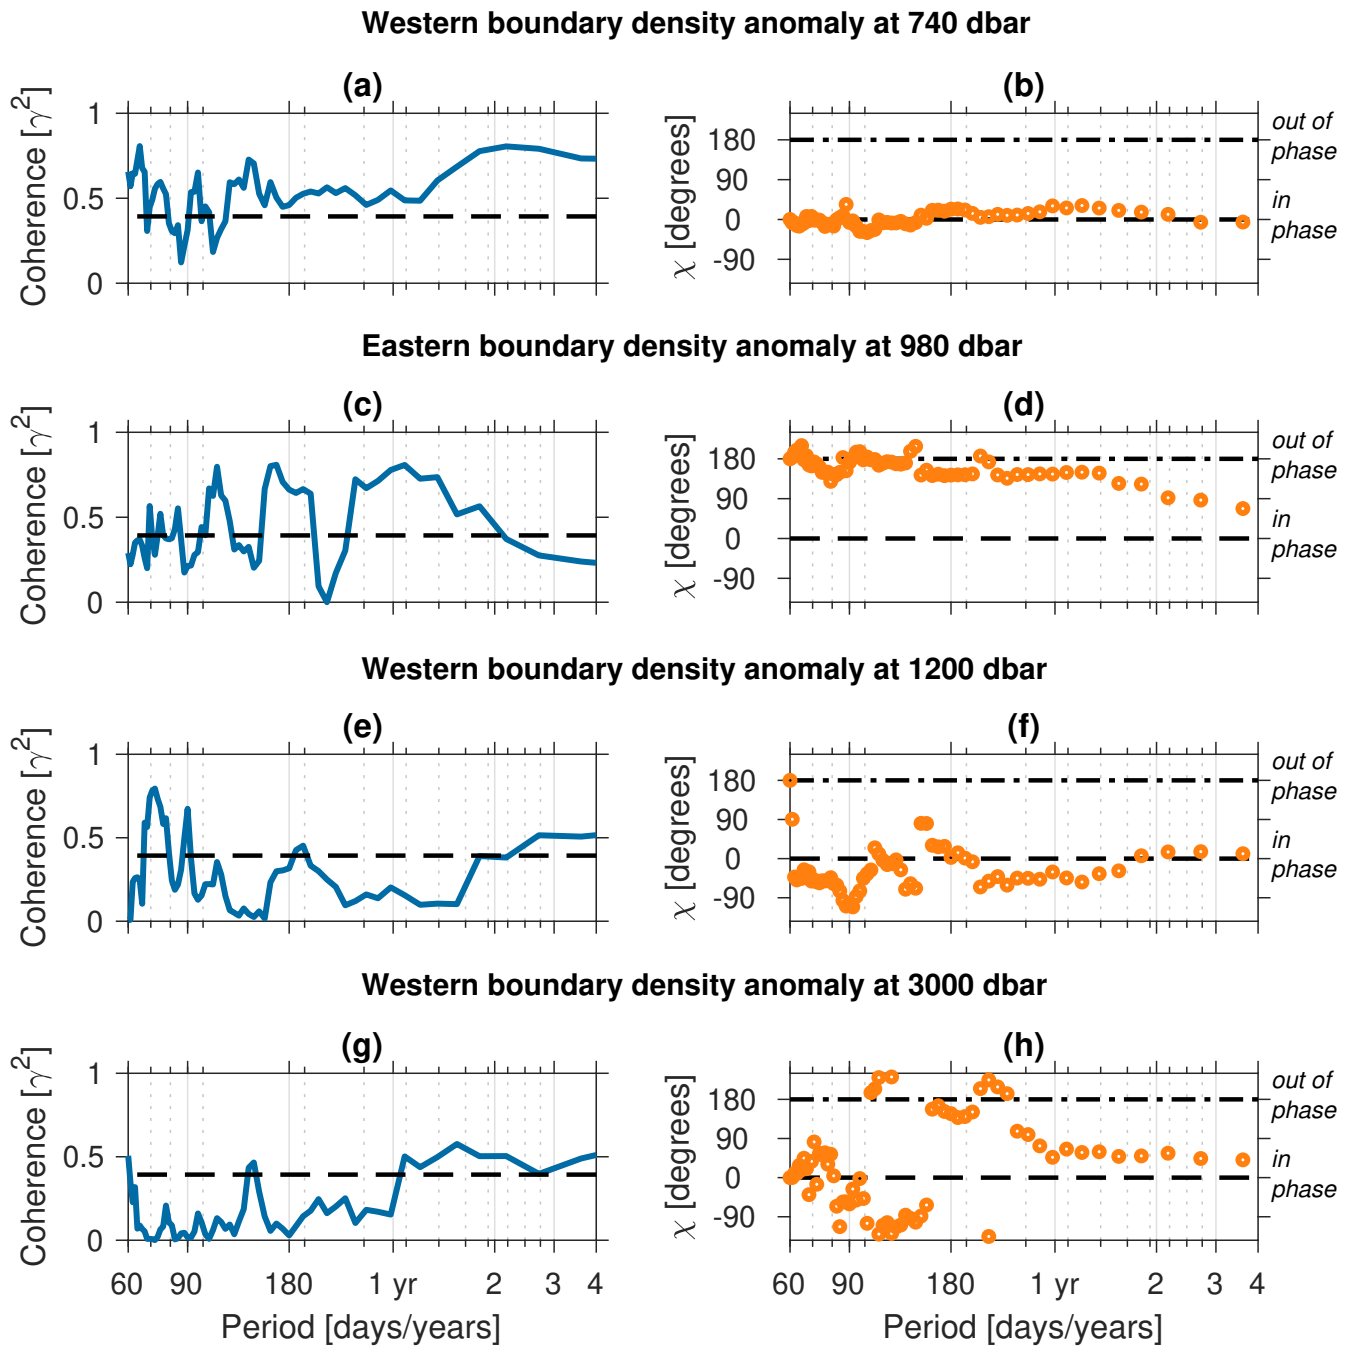 Western boundary density anomaly at 740 dbar
(a)
(b)
Coherence [γ²]
1
0.5
0
χ [degrees]
180
90
0
-90
out of
phase
in
phase
Eastern boundary density anomaly at 980 dbar
(c)
(d)
Coherence [γ²]
1
0.5
0
χ [degrees]
180
90
0
-90
out of
phase
in
phase
Western boundary density anomaly at 1200 dbar
(e)
(f)
Coherence [γ²]
1
0.5
0
χ [degrees]
180
90
0
-90
out of
phase
in
phase
Western boundary density anomaly at 3000 dbar
(g)
(h)
Coherence [γ²]
1
0.5
0
χ [degrees]
180
90
0
-90
out of
phase
in
phase
60 90 180 1 yr 2 3 4
60 90 180 1 yr 2 3 4
Period [days/years]
Period [days/years]